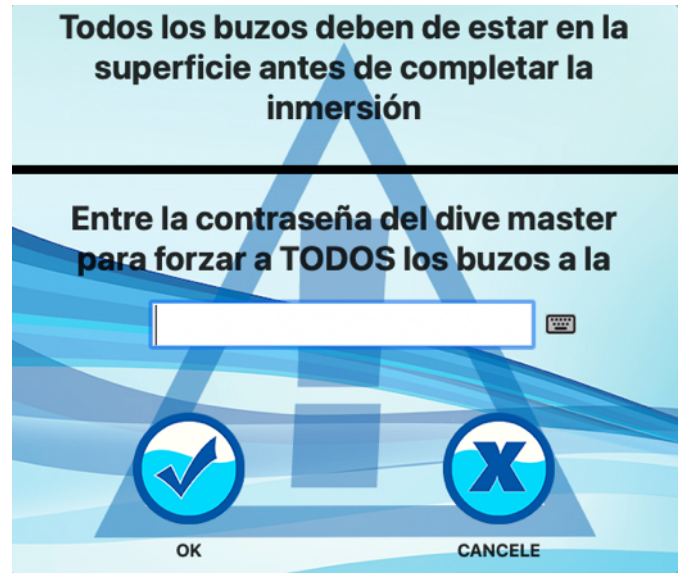 Todos los buzos deben de estar en la
superficie antes de completar la
inmersión
Entre la contraseña del dive master
para forzar a TODOS los buzos a la
OK
CANCELE